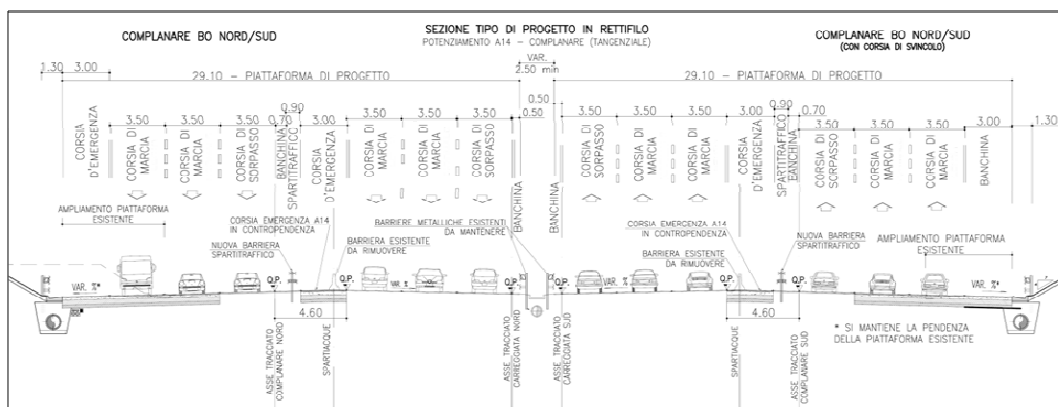 COMPLANARE BO NORD/SUD
SEZIONE TIPO DI PROGETTO IN RETTIFILO
POTENZIAMENTO A14 – COMPLANARE (TANGENZIALE)
COMPLANARE BO NORD/SUD
(CON CORSIA DI SVINCOLO)
VAR.
2.50 min
1.30
3.00
29.10 – PIATTAFORMA DI PROGETTO
29.10 – PIATTAFORMA DI PROGETTO
3.50
3.50
3.50
0.70
0.90
3.00
3.50
3.50
3.50
0.50
0.50
3.50
3.50
3.50
3.00
0.90
0.70
3.50
3.50
3.50
3.00
1.30
CORSIA D'EMERGENZA
CORSIA DI MARCIA
CORSIA DI MARCIA
CORSIA DI SORPASSO
BANCHINA
SPARTITRAFFICO
CORSIA D'EMERGENZA
CORSIA DI MARCIA
CORSIA DI MARCIA
CORSIA DI SORPASSO
BANCHINA
BANCHINA
CORSIA DI SORPASSO
CORSIA DI MARCIA
CORSIA DI MARCIA
CORSIA D'EMERGENZA
SPARTITRAFFICO
BANCHINA
CORSIA DI SORPASSO
CORSIA DI MARCIA
CORSIA DI MARCIA
BANCHINA
AMPLIAMENTO PIATTAFORMA
ESISTENTE
CORSIA EMERGENZA A14
IN CONTROPENDENZA
NUOVA BARRIERA
SPARTITRAFFICO
BARRIERA ESISTENTE
DA RIMUOVERE
BARRIERE METALLICHE ESISTENTI
DA MANTENERE
CORSIA EMERGENZA A14
IN CONTROPENDENZA
BARRIERA ESISTENTE
DA RIMUOVERE
NUOVA BARRIERA
SPARTITRAFFICO
AMPLIAMENTO PIATTAFORMA
ESISTENTE
VAR. %*
Q.P.
Q.P.
VAR. %
Q.P.
Q.P.
VAR. %
Q.P.
Q.P.
VAR. %*
4.60
4.60
ASSE TRACCIATO
COMPLANARE NORD
SPARTIACQUE
ASSE TRACCIATO
CARREGGIATA NORD
ASSE TRACCIATO
CARREGGIATA SUD
SPARTIACQUE
ASSE TRACCIATO
COMPLANARE SUD
* SI MANTIENE LA PENDENZA
DELLA PIATTAFORMA ESISTENTE